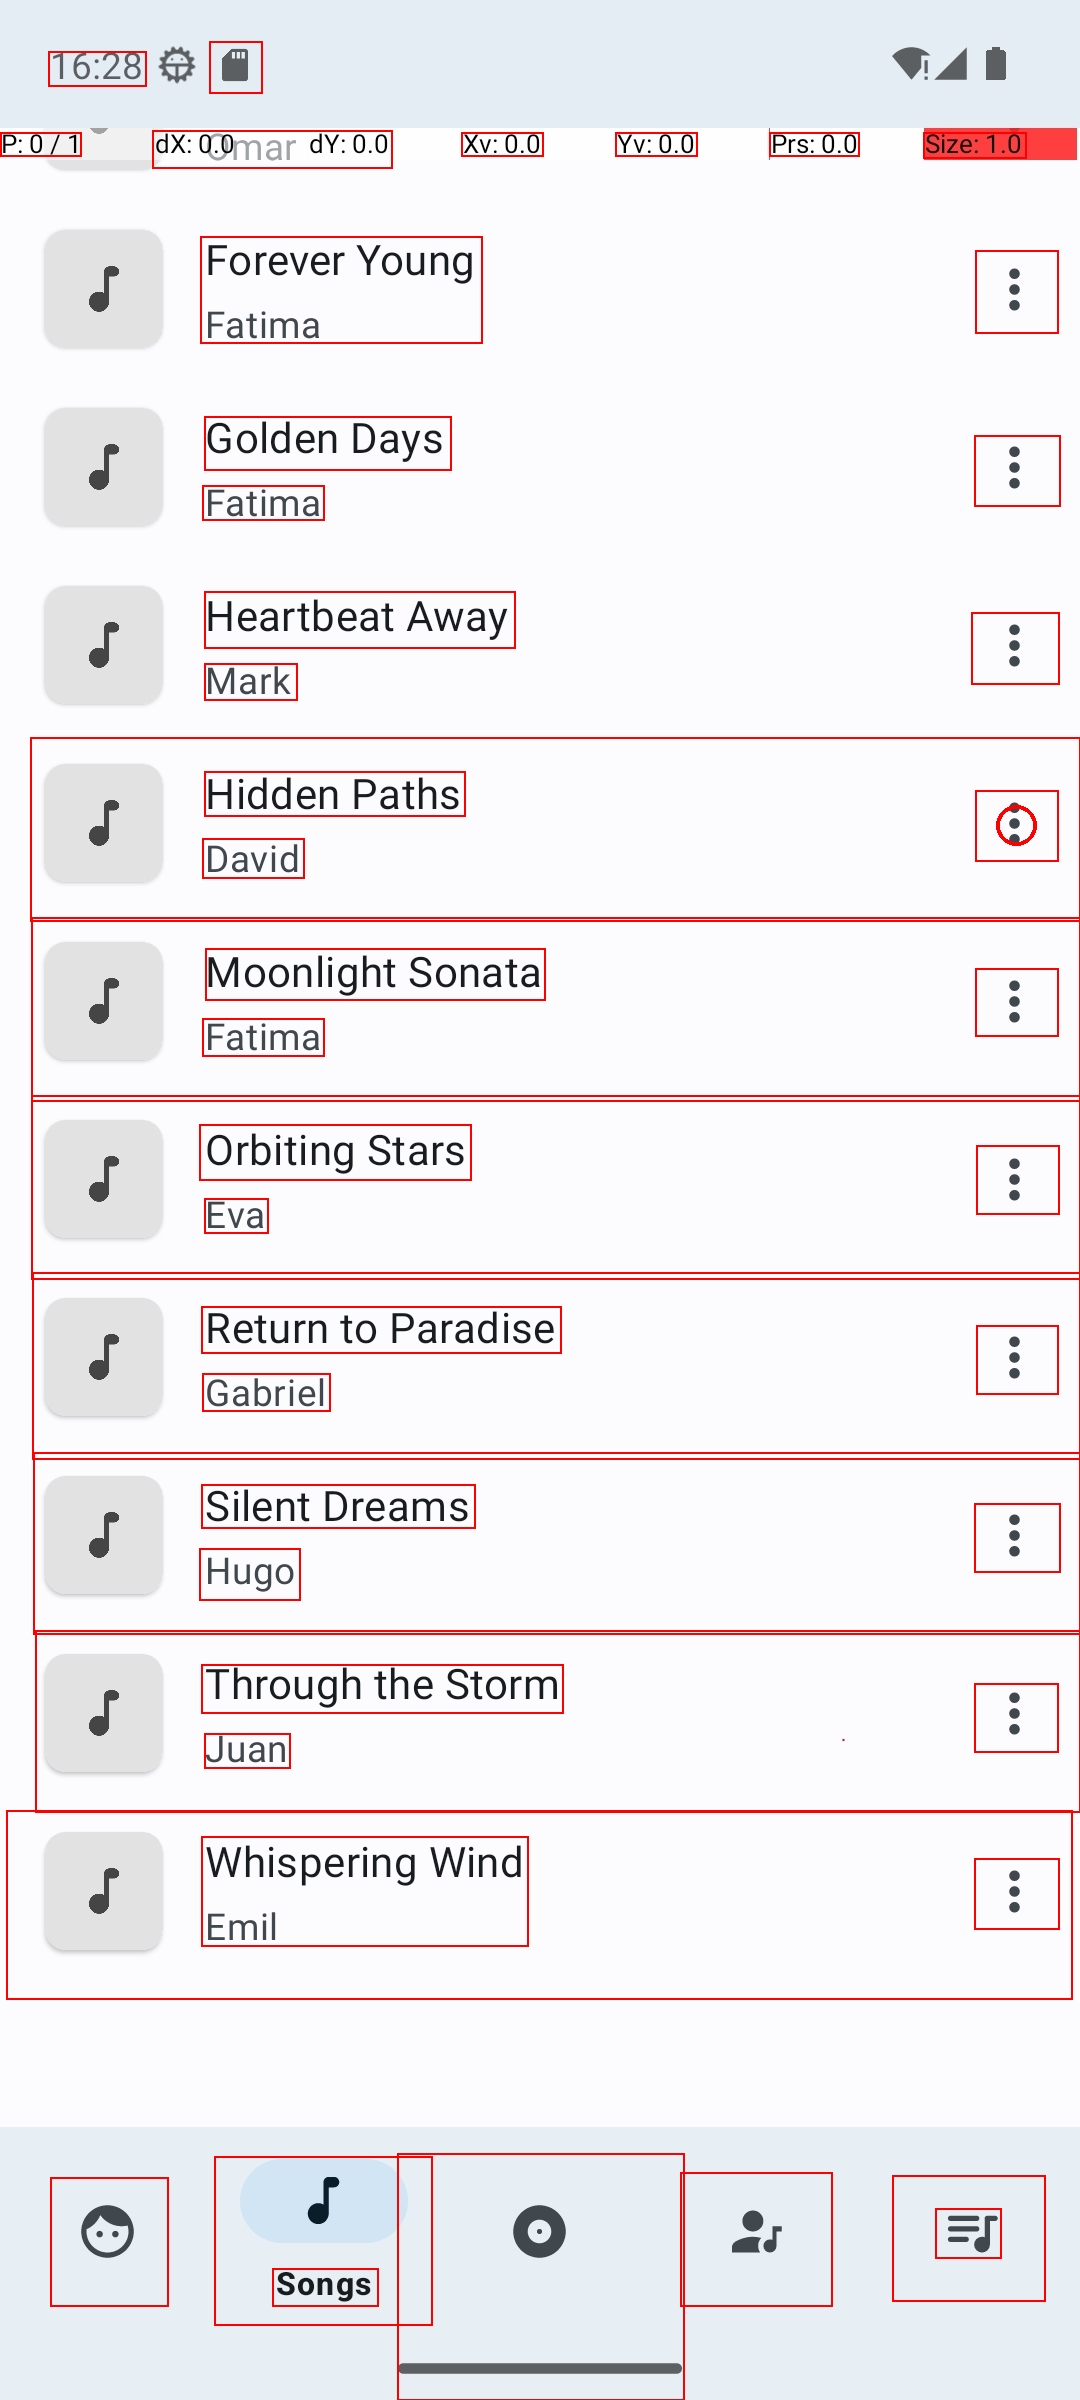 16:28
P: 0 / 1 dX: 0.0 dY: 0.0 Xv: 0.0 Yv: 0.0 Prs: 0.0 Size: 1.0
Omar
Forever Young
Fatima
Golden Days
Fatima
Heartbeat Away
Mark
Hidden Paths
David
Moonlight Sonata
Fatima
Orbiting Stars
Eva
Return to Paradise
Gabriel
Silent Dreams
Hugo
Through the Storm
Juan
Whispering Wind
Emil
Songs